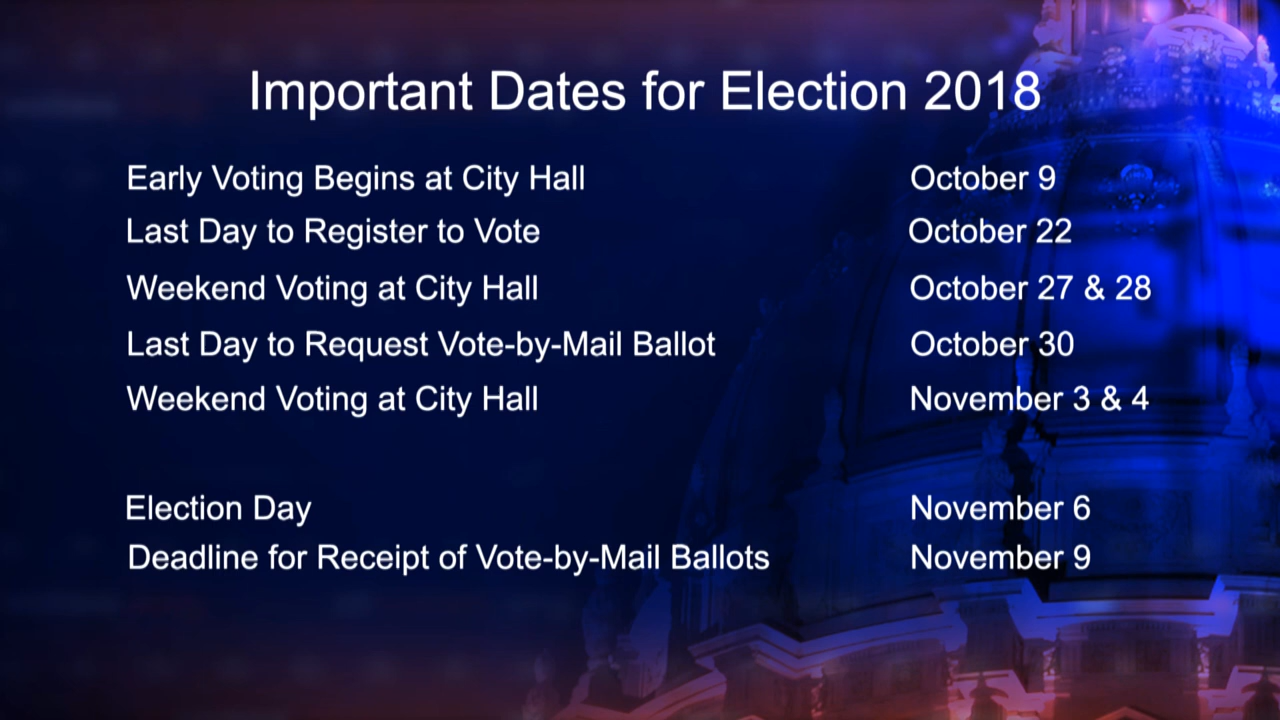 Important Dates for Election 2018
Early Voting Begins at City Hall October 9
Last Day to Register to Vote October 22
Weekend Voting at City Hall October 27 & 28
Last Day to Request Vote-by-Mail Ballot October 30
Weekend Voting at City Hall November 3 & 4
Election Day November 6
Deadline for Receipt of Vote-by-Mail Ballots November 9